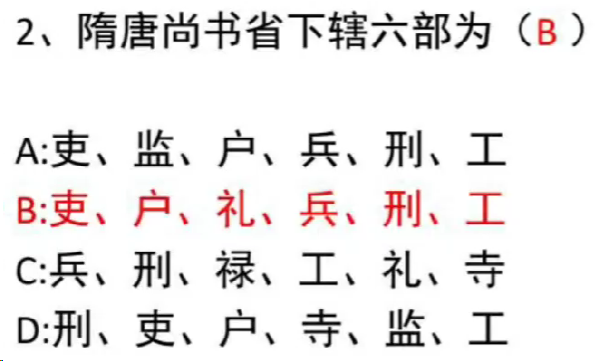 2、隋唐尚书省下辖六部为（B）
A:吏、监、户、兵、刑、工
B:吏、户、礼、兵、刑、工
C:兵、刑、禄、工、礼、寺
D:刑、吏、户、寺、监、工